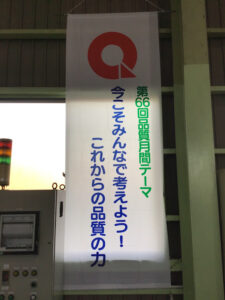 第66回品質月間テーマ
今こそみんなで考えよう!
これからの品質の力